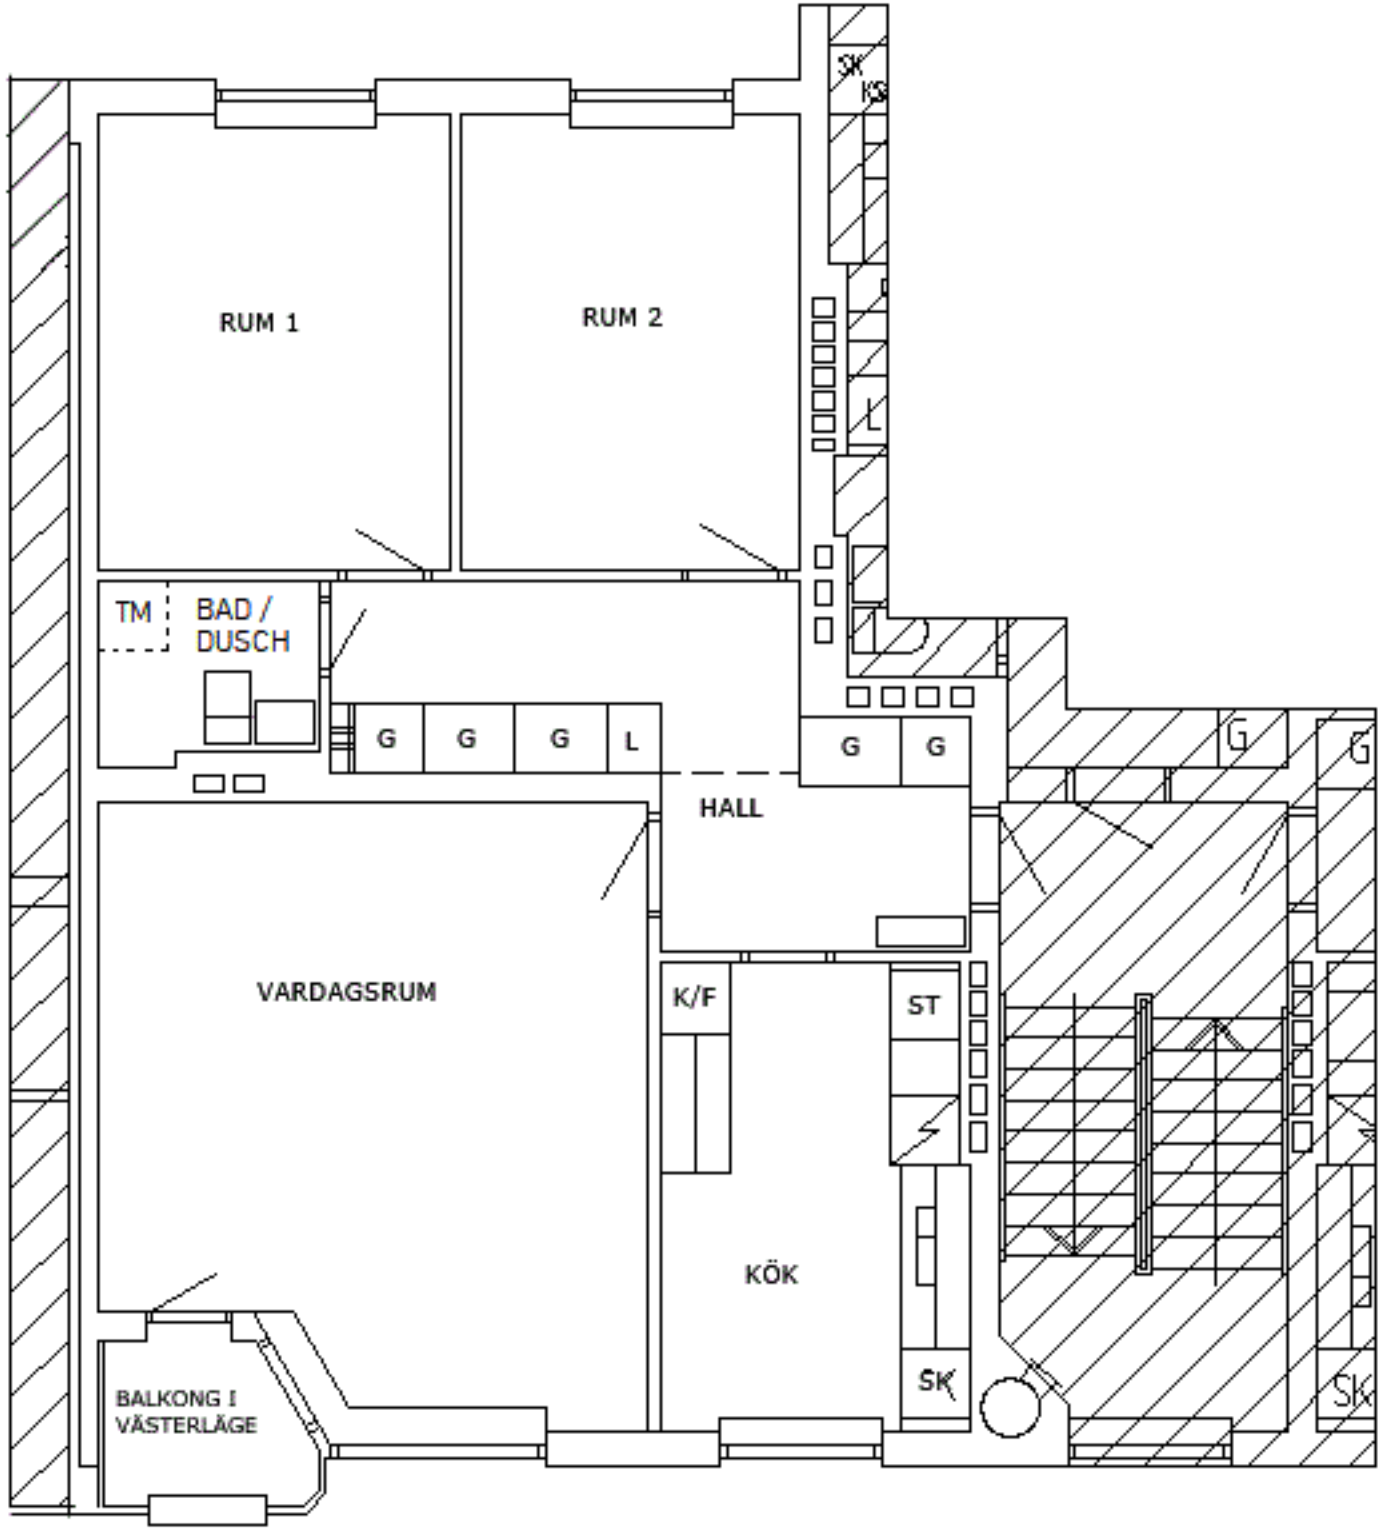 SK
KS
RUM 1
RUM 2
L
TM
BAD /
DUSCH
G
G
G
L
G
G
G
G
HALL
VARDAGSRUM
K/F
ST
KÖK
SK
SK
BALKONG I
VÄSTERLÄGE